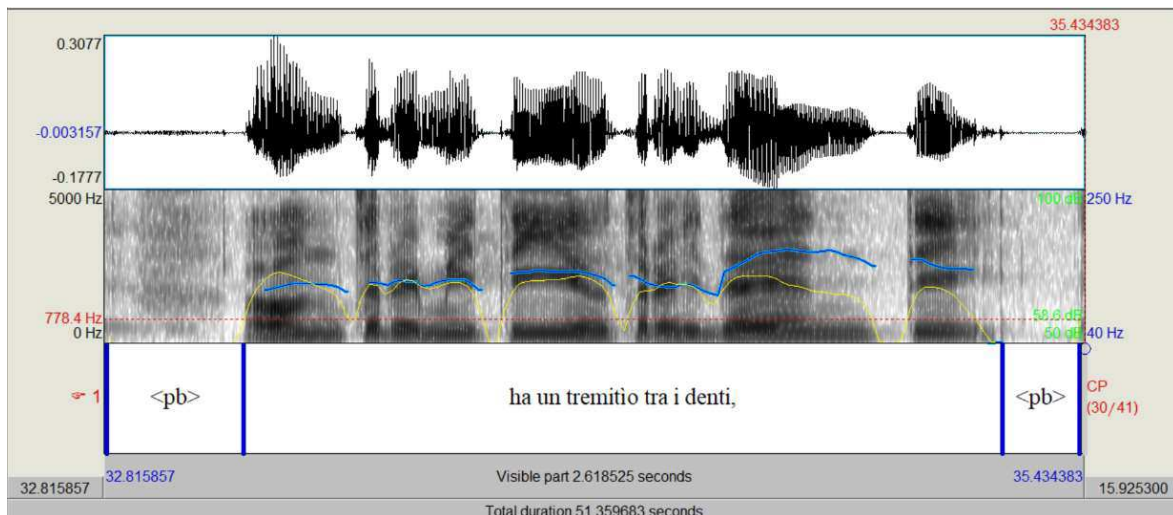 35.434383
0.3077
-0.003157
-0.1777
5000 Hz 100 dB 250 Hz
778.4 Hz 58.6 dB
0 Hz 50 dB 40 Hz
☞ 1 <pb> ha un tremitìo tra i denti, <pb> CP
(30/41)
32.815857 Visible part 2.618525 seconds 35.434383
32.815857 15.925300
Total duration 51.359683 seconds